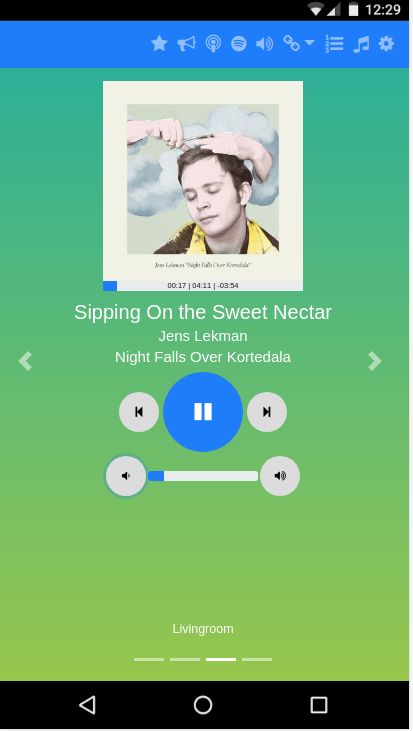 12:29
Jens Lekman "Night Falls Over Kortedala"
00:17 | 04:11 | -03:54
Sipping On the Sweet Nectar
Jens Lekman
Night Falls Over Kortedala
Livingroom